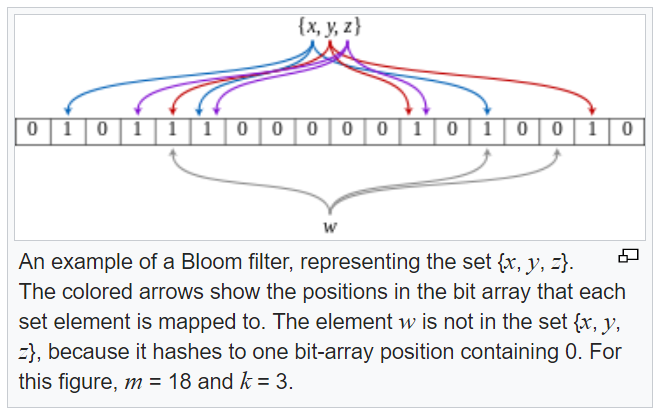 {x, y, z}
0 1 0 1 1 1 0 0 0 0 0 1 0 1 0 0 1 0
w
An example of a Bloom filter, representing the set {x, y, z}.
The colored arrows show the positions in the bit array that each
set element is mapped to. The element w is not in the set {x, y,
z}, because it hashes to one bit-array position containing 0. For
this figure, m = 18 and k = 3.